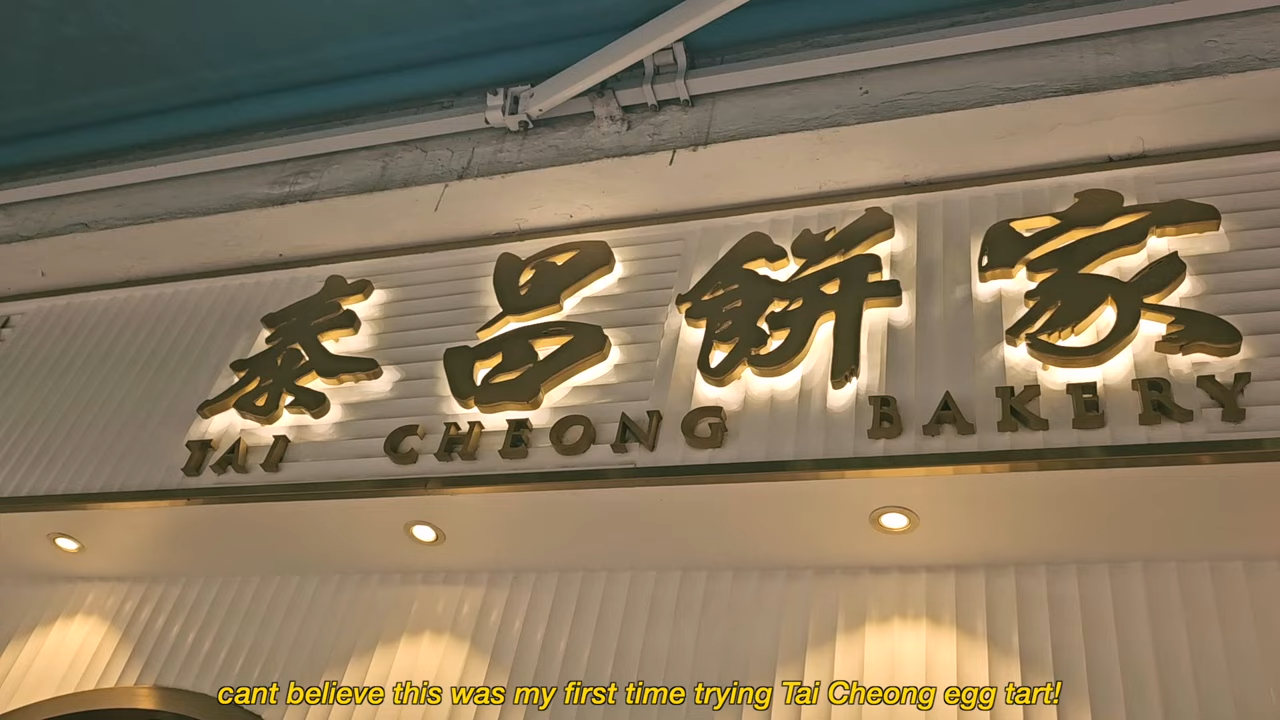 泰昌餅家
TAI CHEONG BAKERY
cant believe this was my first time trying Tai Cheong egg tart!